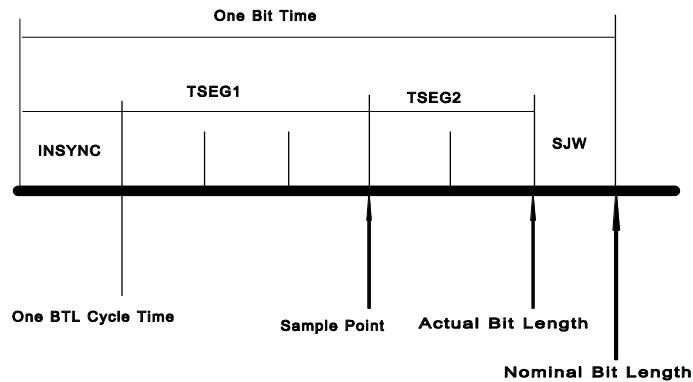 One Bit Time
TSEG1
TSEG2
INSYNC
SJW
One BTL Cycle Time
Sample Point
Actual Bit Length
Nominal Bit Length